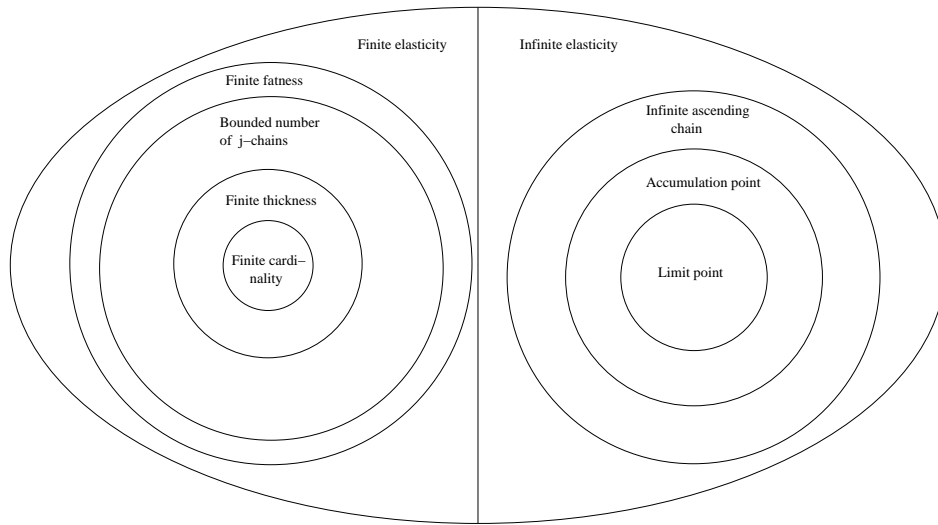 Finite elasticity
Infinite elasticity
Finite fatness
Bounded number
of j–chains
Finite thickness
Finite cardi–
nality
Infinite ascending
chain
Accumulation point
Limit point